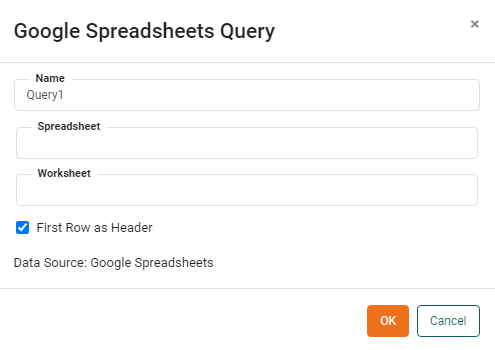 Google Spreadsheets Query
×
Name
Query1
Spreadsheet
Worksheet
First Row as Header
Data Source: Google Spreadsheets
OK
Cancel